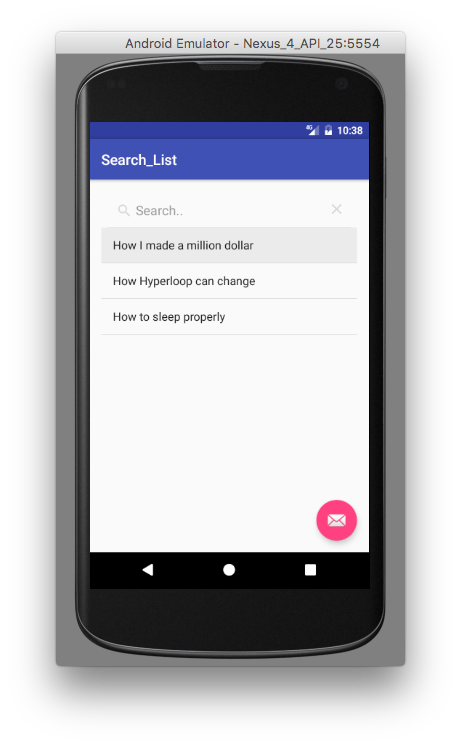 Android Emulator - Nexus_4_API_25:5554
4G 10:38
Search_List
Search..
How I made a million dollar
How Hyperloop can change
How to sleep properly